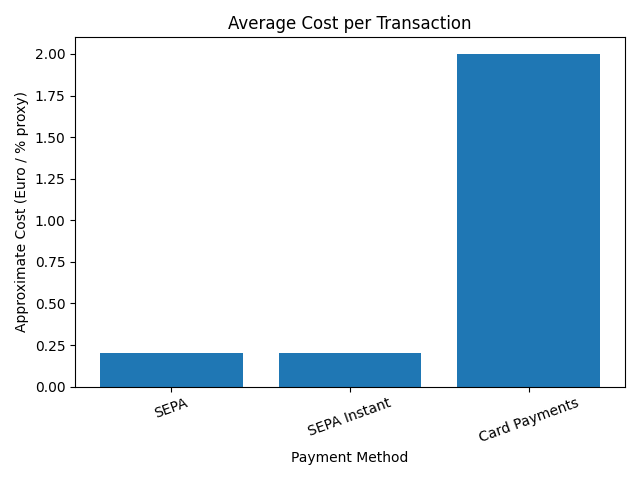 Average Cost per Transaction
Approximate Cost (Euro / % proxy)
2.00
1.75
1.50
1.25
1.00
0.75
0.50
0.25
0.00
SEPA
SEPA Instant
Card Payments
Payment Method